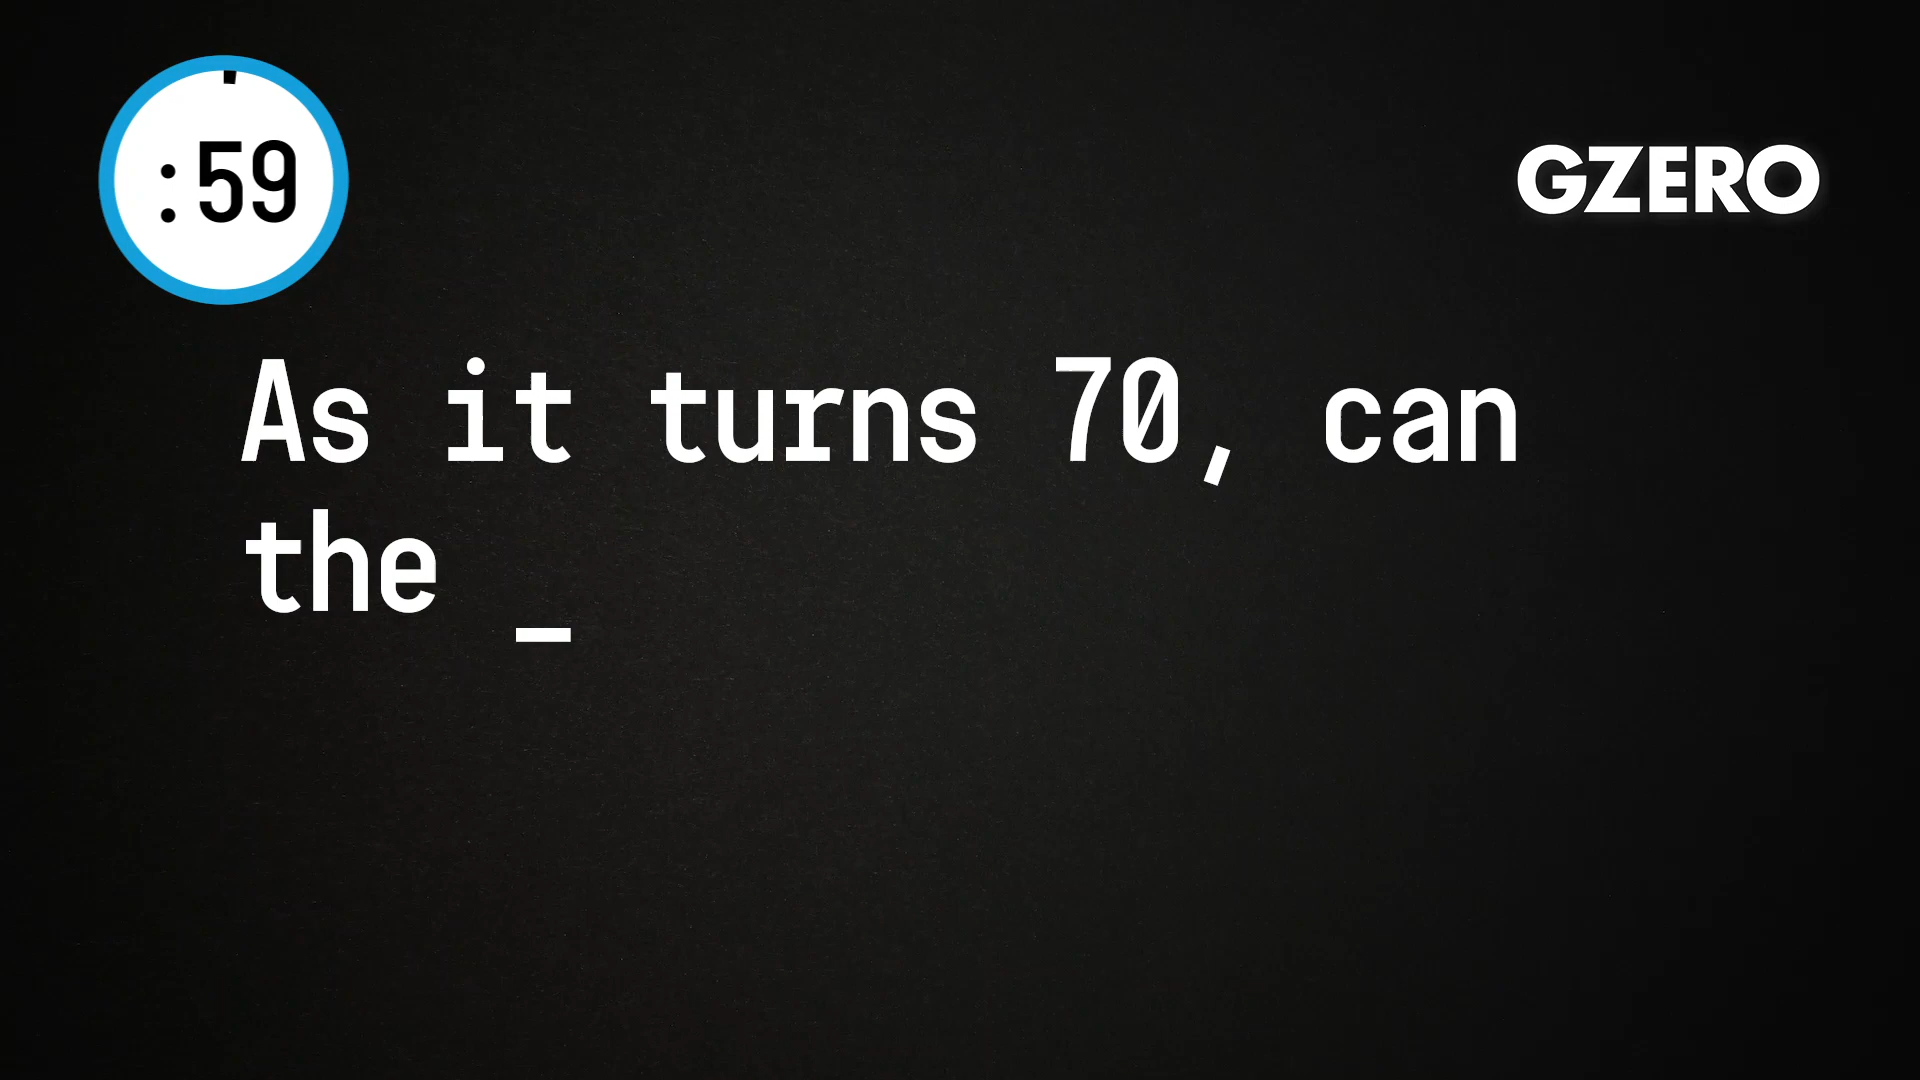 :59
GZERO
As it turns 70, can
the _